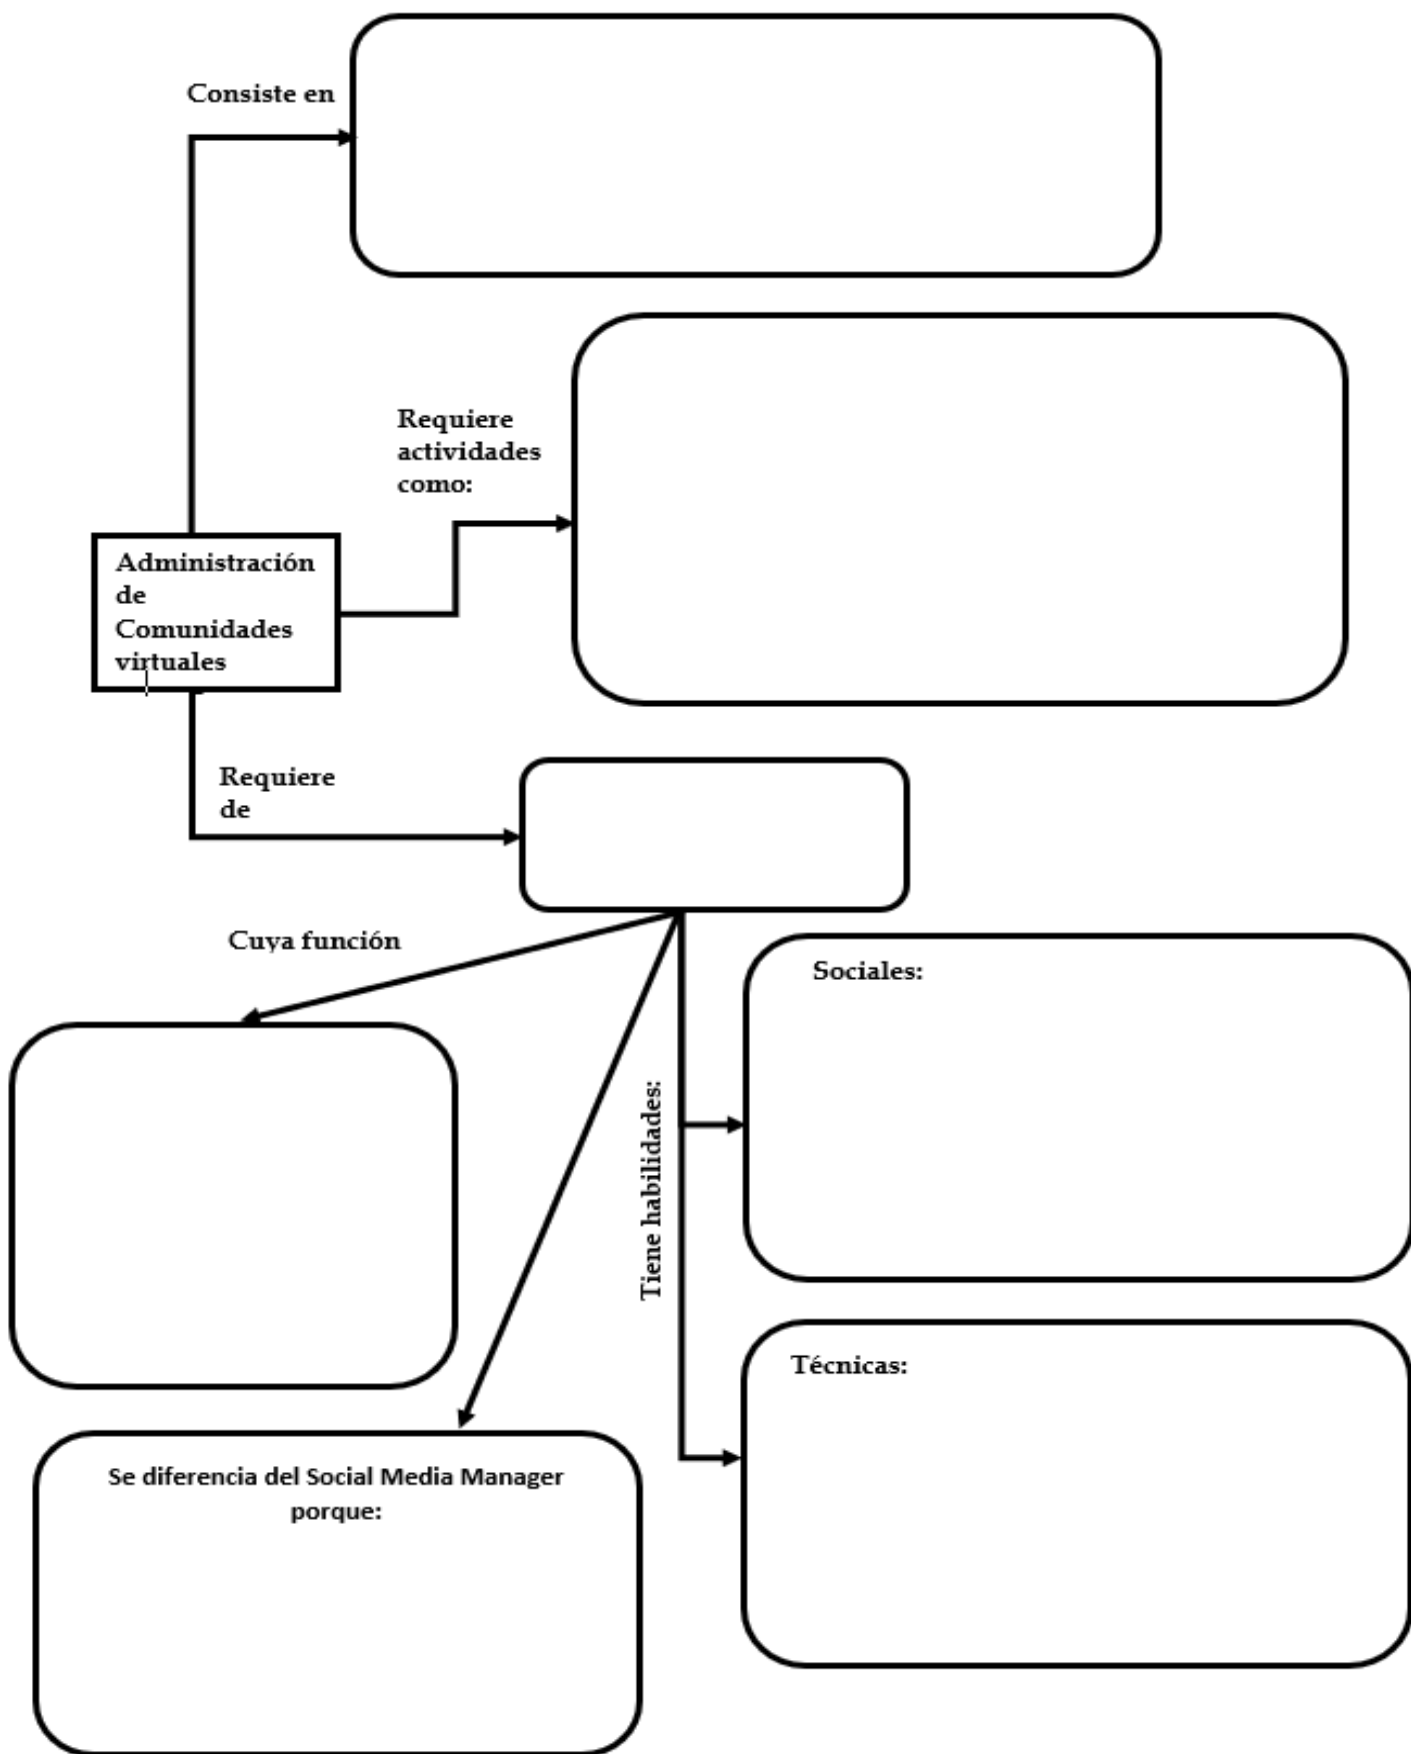 Consiste en
Requiere
actividades
como:
Administración
de
Comunidades
virtuales
Requiere
de
Cuya función
Sociales:
Tiene habilidades:
Técnicas:
Se diferencia del Social Media Manager
porque: